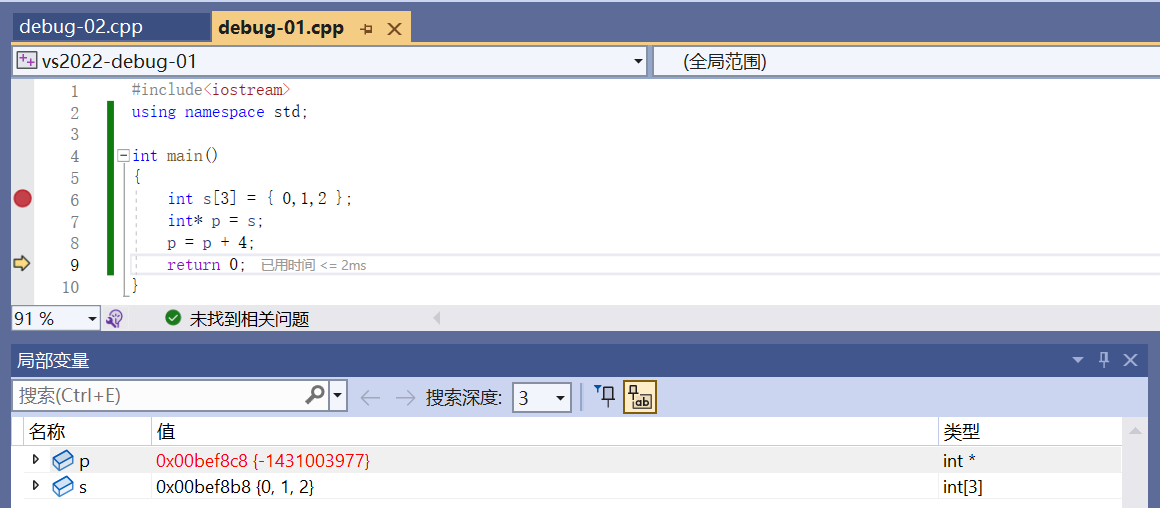 debug-02.cpp debug-01.cpp
vs2022-debug-01 (全局范围)
1 #include<iostream>
2 using namespace std;
3
4 int main()
5 {
6 int s[3] = { 0,1,2 };
7 int* p = s;
8 p = p + 4;
9 return 0; 已用时间 <= 2ms
10 }
91 % 未找到相关问题
局部变量
搜索(Ctrl+E) 搜索深度: 3 ab
名称 值 类型
p 0x00bef8c8 {-1431003977} int *
s 0x00bef8b8 {0, 1, 2} int[3]